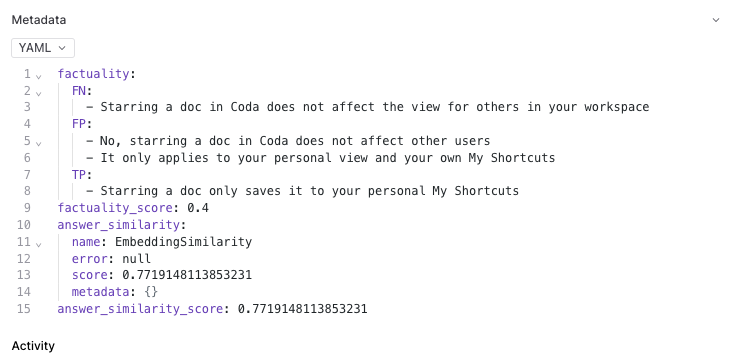 Metadata
YAML
1 factuality:
2 FN:
3 - Starring a doc in Coda does not affect the view for others in your workspace
4 FP:
5 - No, starring a doc in Coda does not affect other users
6 - It only applies to your personal view and your own My Shortcuts
7 TP:
8 - Starring a doc only saves it to your personal My Shortcuts
9 factuality_score: 0.4
10 answer_similarity:
11 name: EmbeddingSimilarity
12 error: null
13 score: 0.7719148113853231
14 metadata: {}
15 answer_similarity_score: 0.7719148113853231
Activity